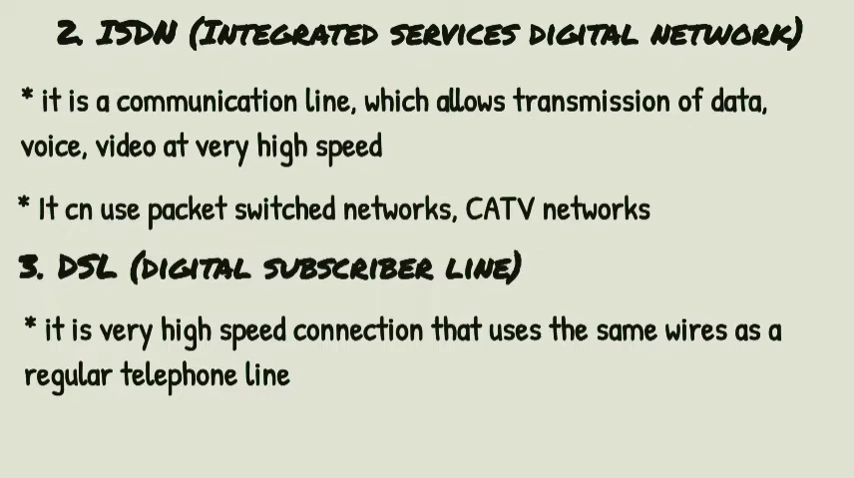 2. ISDN (Integrated services digital network)
* it is a communication line, which allows transmission of data,
voice, video at very high speed
* It cn use packet switched networks, CATV networks
3. DSL (digital subscriber line)
* it is very high speed connection that uses the same wires as a
regular telephone line